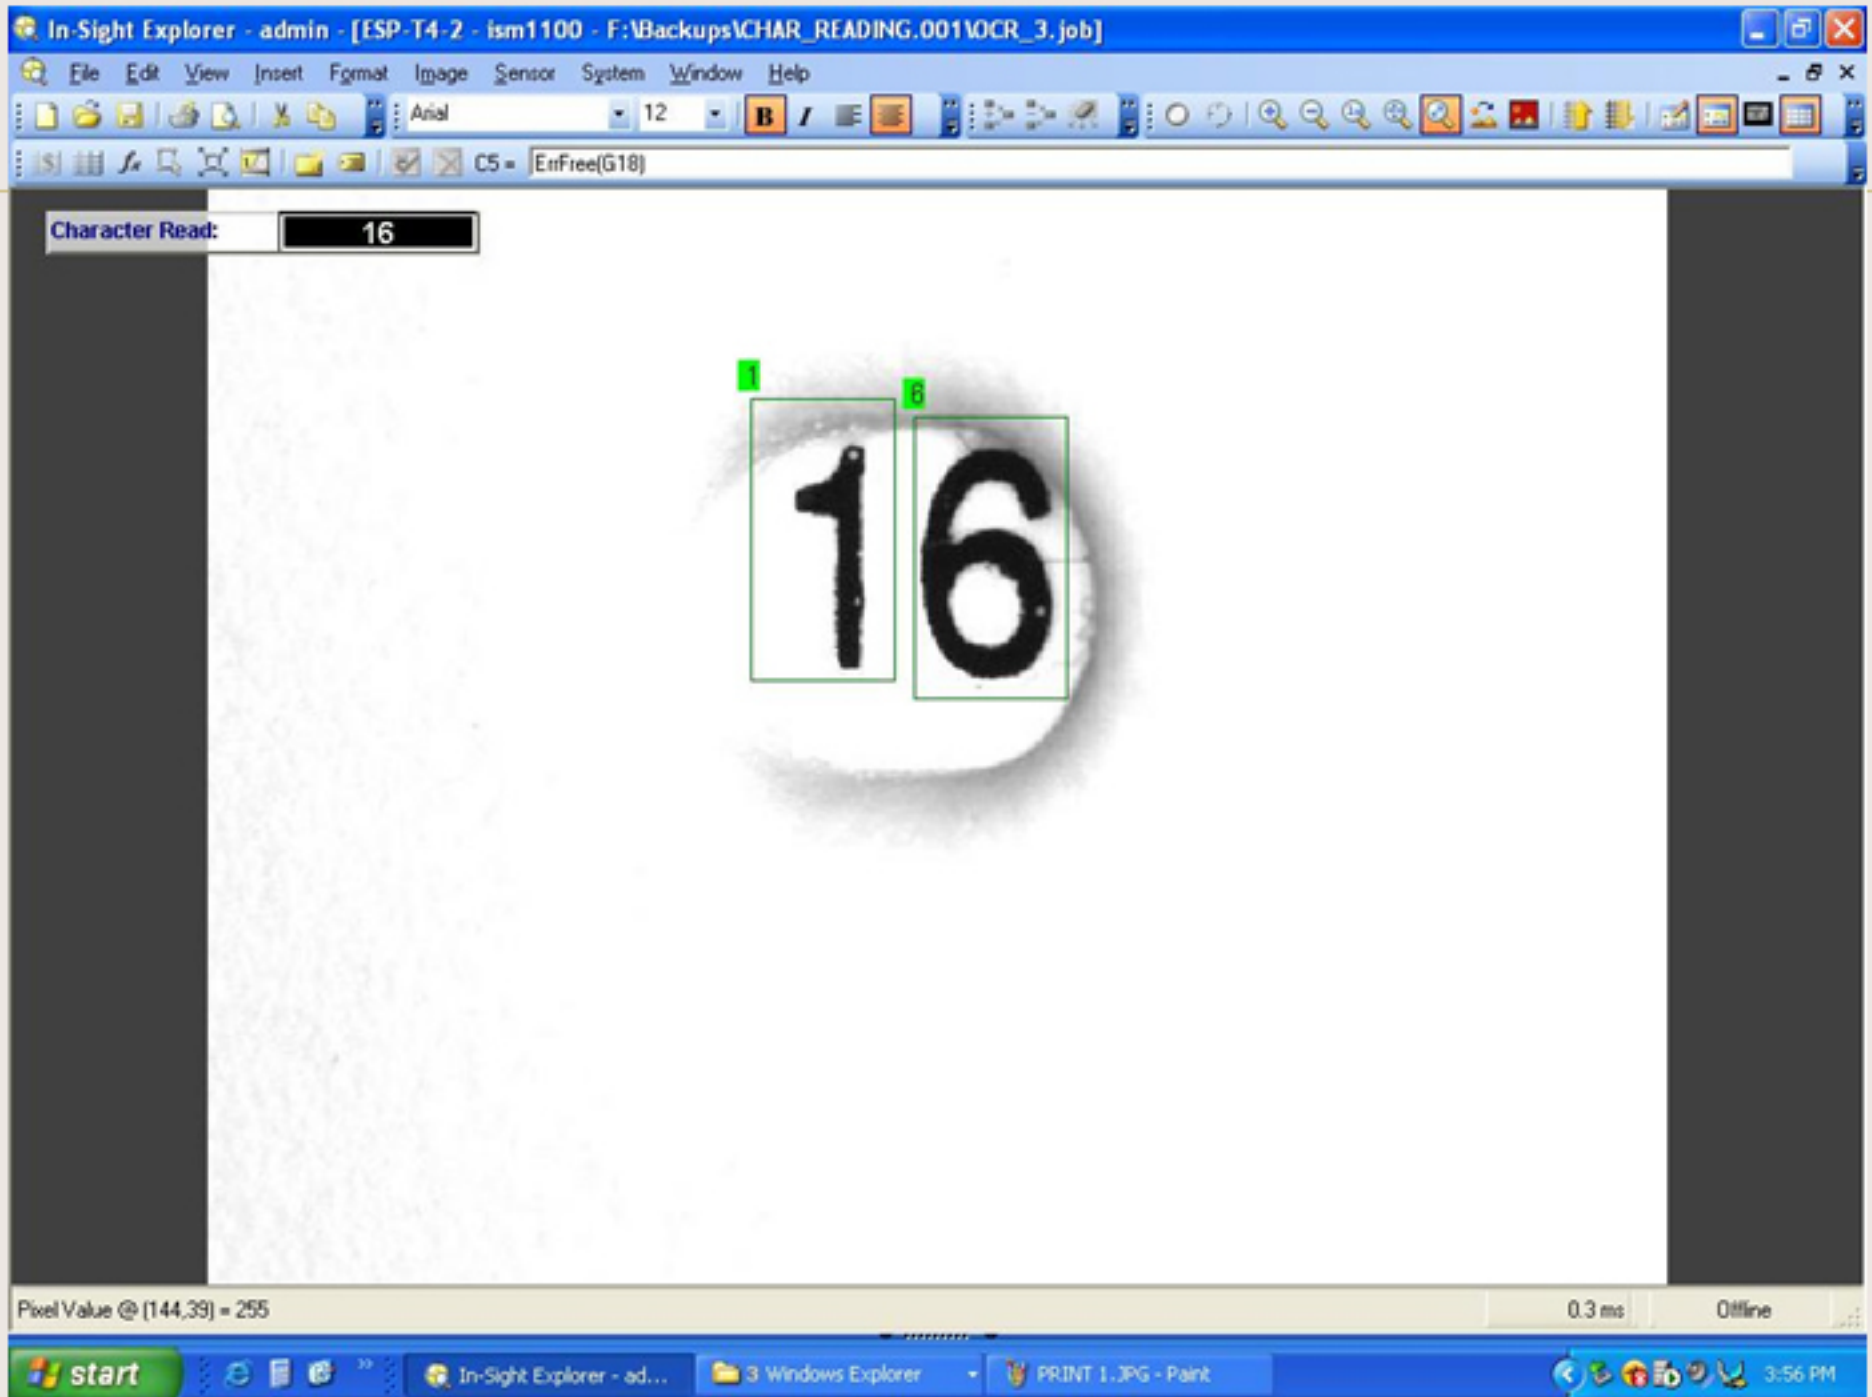 In-Sight Explorer - admin - [ESP-T4-2 - ism1100 - F:\Backups\CHAR_READING.001\OCR_3.job]
File Edit View Insert Format Image Sensor System Window Help
Arial 12 B I
fx C5 = ErrFree(G18)
Character Read: 16
1 6
16
Pixel Value @ (144,39) = 255 0.3 ms Offline
start In-Sight Explorer - ad... 3 Windows Explorer PRINT 1.JPG - Paint 3:56 PM